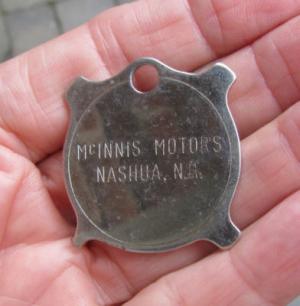 McINNIS MOTORS
NASHUA, N.H.